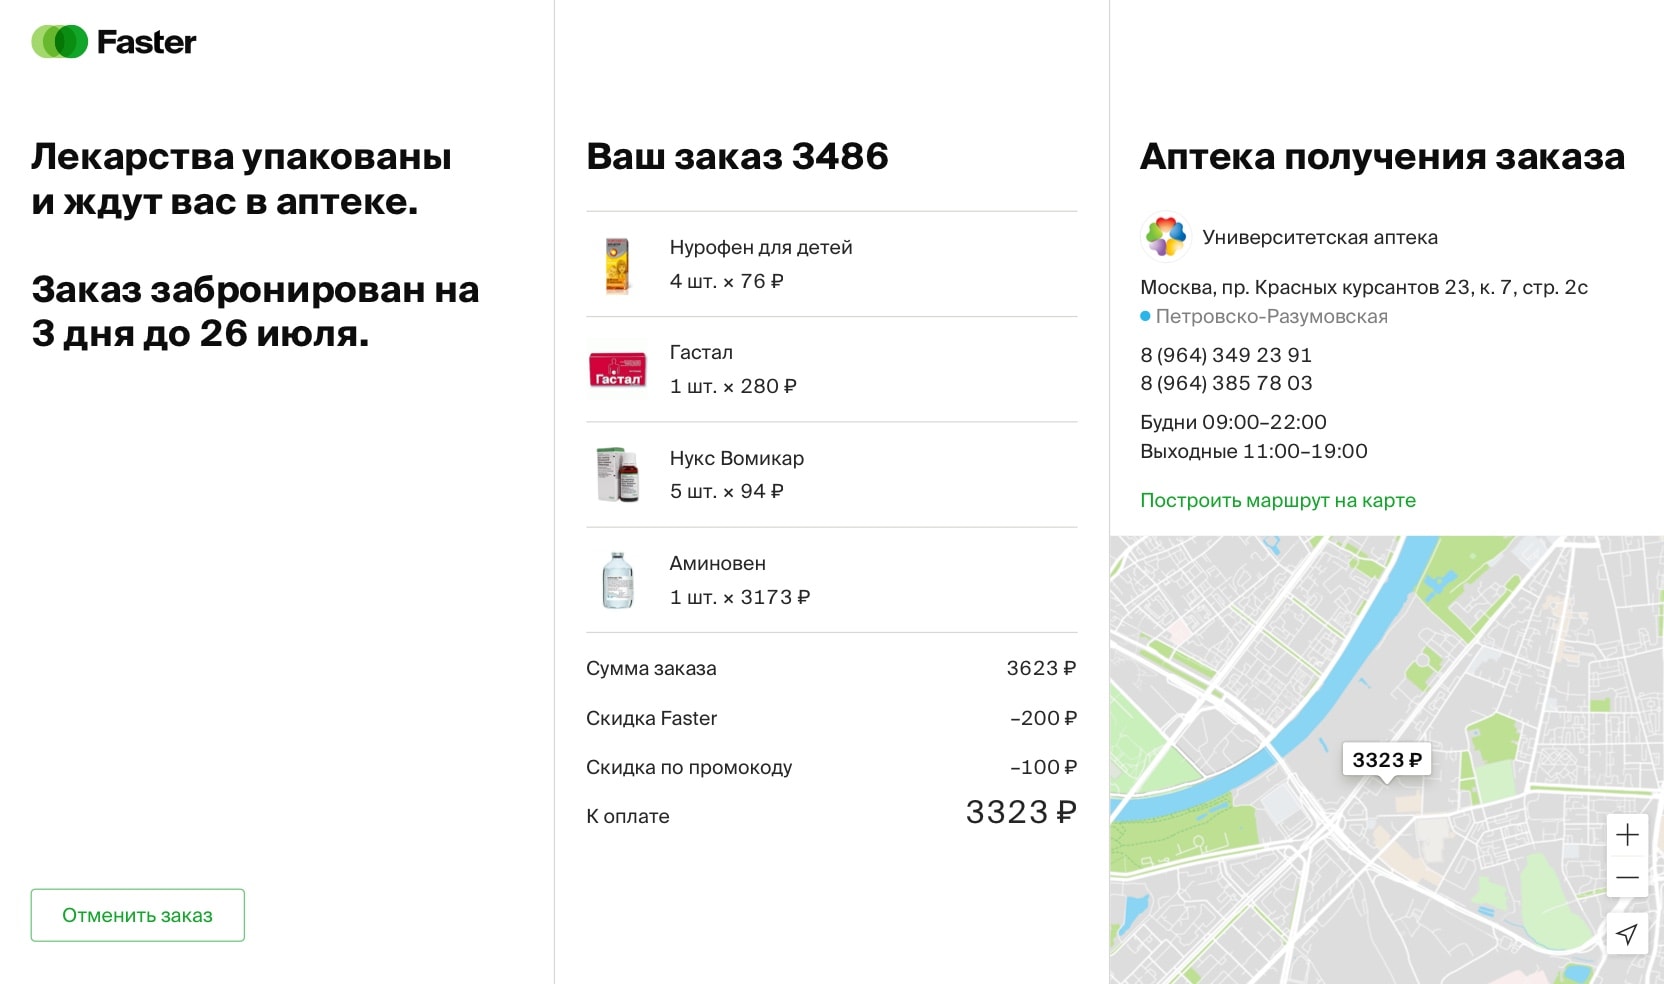 Faster
Лекарства упакованы
и ждут вас в аптеке.
Заказ забронирован на
3 дня до 26 июля.
Отменить заказ
Ваш заказ 3486
Нурофен для детей
4 шт. × 76 ₽
Гастал
Гастал
1 шт. × 280 ₽
Нукс Вомикар
5 шт. × 94 ₽
Аминовен
1 шт. × 3173 ₽
Сумма заказа 3623 ₽
Скидка Faster –200 ₽
Скидка по промокоду –100 ₽
К оплате 3323 ₽
Аптека получения заказа
Университетская аптека
Москва, пр. Красных курсантов 23, к. 7, стр. 2с
Петровско-Разумовская
8 (964) 349 23 91
8 (964) 385 78 03
Будни 09:00–22:00
Выходные 11:00–19:00
Построить маршрут на карте
3323 ₽